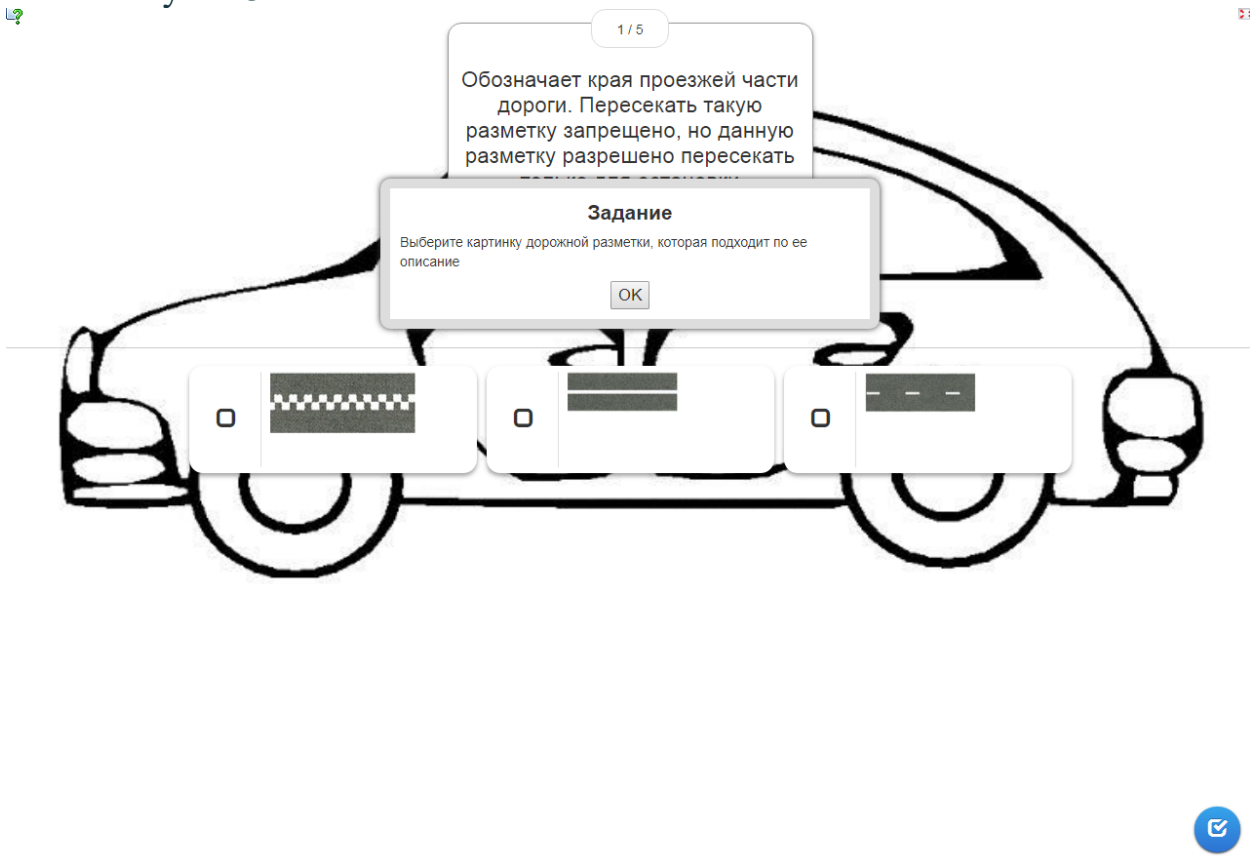 1 / 5
Обозначает края проезжей части
дороги. Пересекать такую
разметку запрещено, но данную
разметку разрешено пересекать
Задание
Выберите картинку дорожной разметки, которая подходит по ее
описание
OK